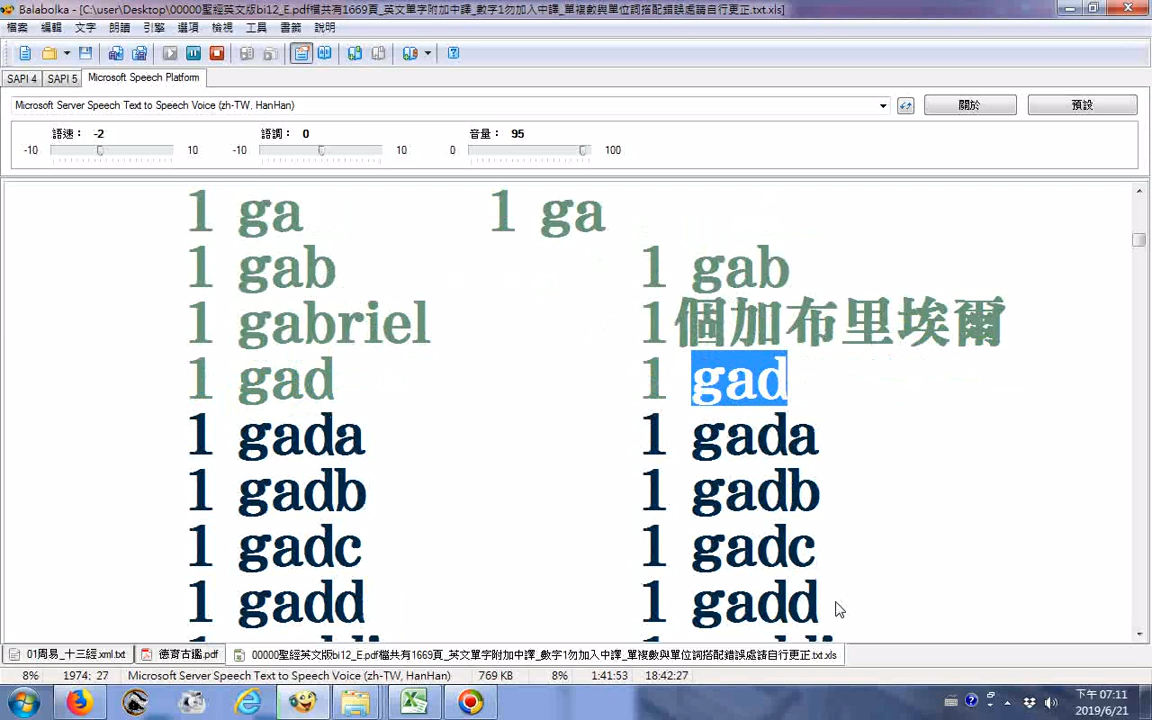 Balabolka - [C:\user\Desktop\00000聖經英文版bi12_E.pdf檔共有1669頁_英文單字附加中譯_數字1勿加入中譯_單複數與單位詞搭配錯誤處請自行更正.txt.xls]
檔案 編輯 文字 朗讀 引擎 選項 檢視 工具 書籤 說明
SAPI 4 SAPI 5 Microsoft Speech Platform
Microsoft Server Speech Text to Speech Voice (zh-TW, HanHan) 關於 預設
語速： -2 語調： 0 音量： 95
-10 10 -10 10 0 100
1 ga 1 ga
1 gab 1 gab
1 gabriel 1個加布里埃爾
1 gad 1 gad
1 gada 1 gada
1 gadb 1 gadb
1 gadc 1 gadc
1 gadd 1 gadd
01周易_十三經.xml.txt 德育古鑑.pdf 00000聖經英文版bi12_E.pdf檔共有1669頁_英文單字附加中譯_數字1勿加入中譯_單複數與單位詞搭配錯誤處請自行更正.txt.xls
8% 1974; 27 Microsoft Server Speech Text to Speech Voice (zh-TW, HanHan) 769 KB 8% 1:41:53 18:42:27
下午 07:11
2019/6/21